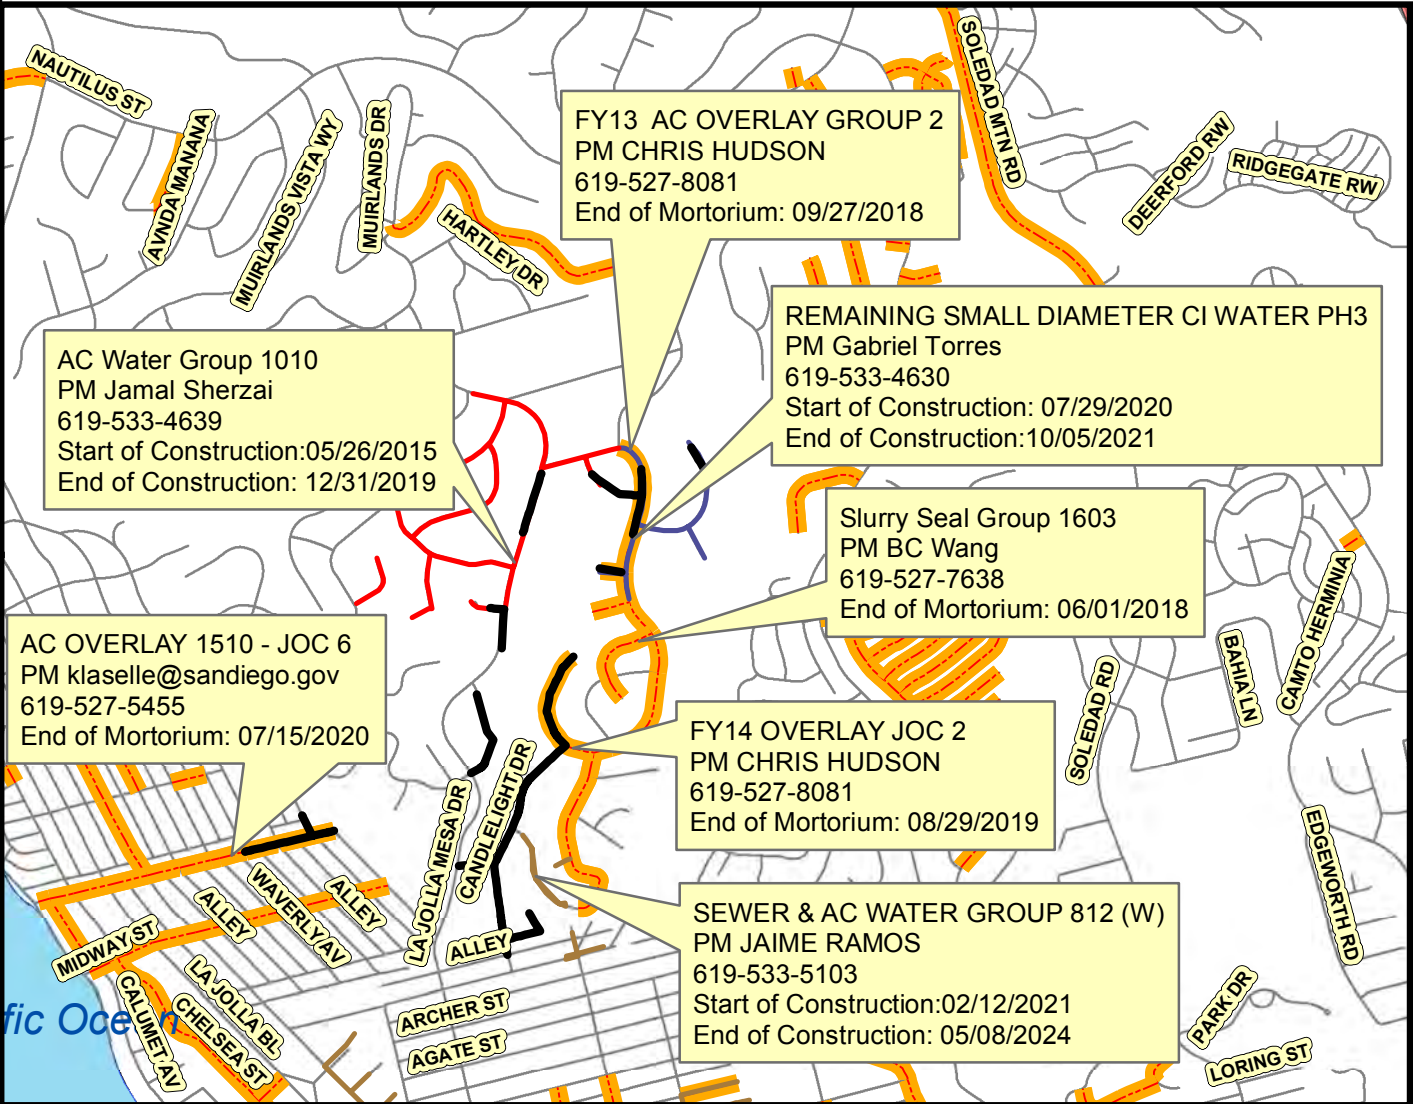 NAUTILUS ST
AVNDA MANANA
MUIRLANDS VISTA WY
MUIRLANDS DR
HARTLEY DR
SOLEDAD MTN RD
DEERFORD RW
RIDGEGATE RW
FY13  AC OVERLAY GROUP 2
PM CHRIS HUDSON
619-527-8081
End of Mortorium: 09/27/2018
REMAINING SMALL DIAMETER CI WATER PH3
PM Gabriel Torres
619-533-4630
Start of Construction: 07/29/2020
End of Construction:10/05/2021
AC Water Group 1010
PM Jamal Sherzai
619-533-4639
Start of Construction:05/26/2015
End of Construction: 12/31/2019
Slurry Seal Group 1603
PM BC Wang
619-527-7638
End of Mortorium: 06/01/2018
AC OVERLAY 1510 - JOC 6
PM klaselle@sandiego.gov
619-527-5455
End of Mortorium: 07/15/2020
FY14 OVERLAY JOC 2
PM CHRIS HUDSON
619-527-8081
End of Mortorium: 08/29/2019
SEWER & AC WATER GROUP 812 (W)
PM JAIME RAMOS
619-533-5103
Start of Construction:02/12/2021
End of Construction: 05/08/2024
CAMTO HERMINIA
BAHIA LN
SOLEDAD RD
EDGEWORTH RD
PARK DR
LORING ST
LA JOLLA MESA DR
CANDLELIGHT DR
ALLEY
WAVERLY AV
ALLEY
ALLEY
MIDWAY ST
LA JOLLA BL
CHELSEA ST
CALUMET AV
ARCHER ST
AGATE ST
fic Ocean